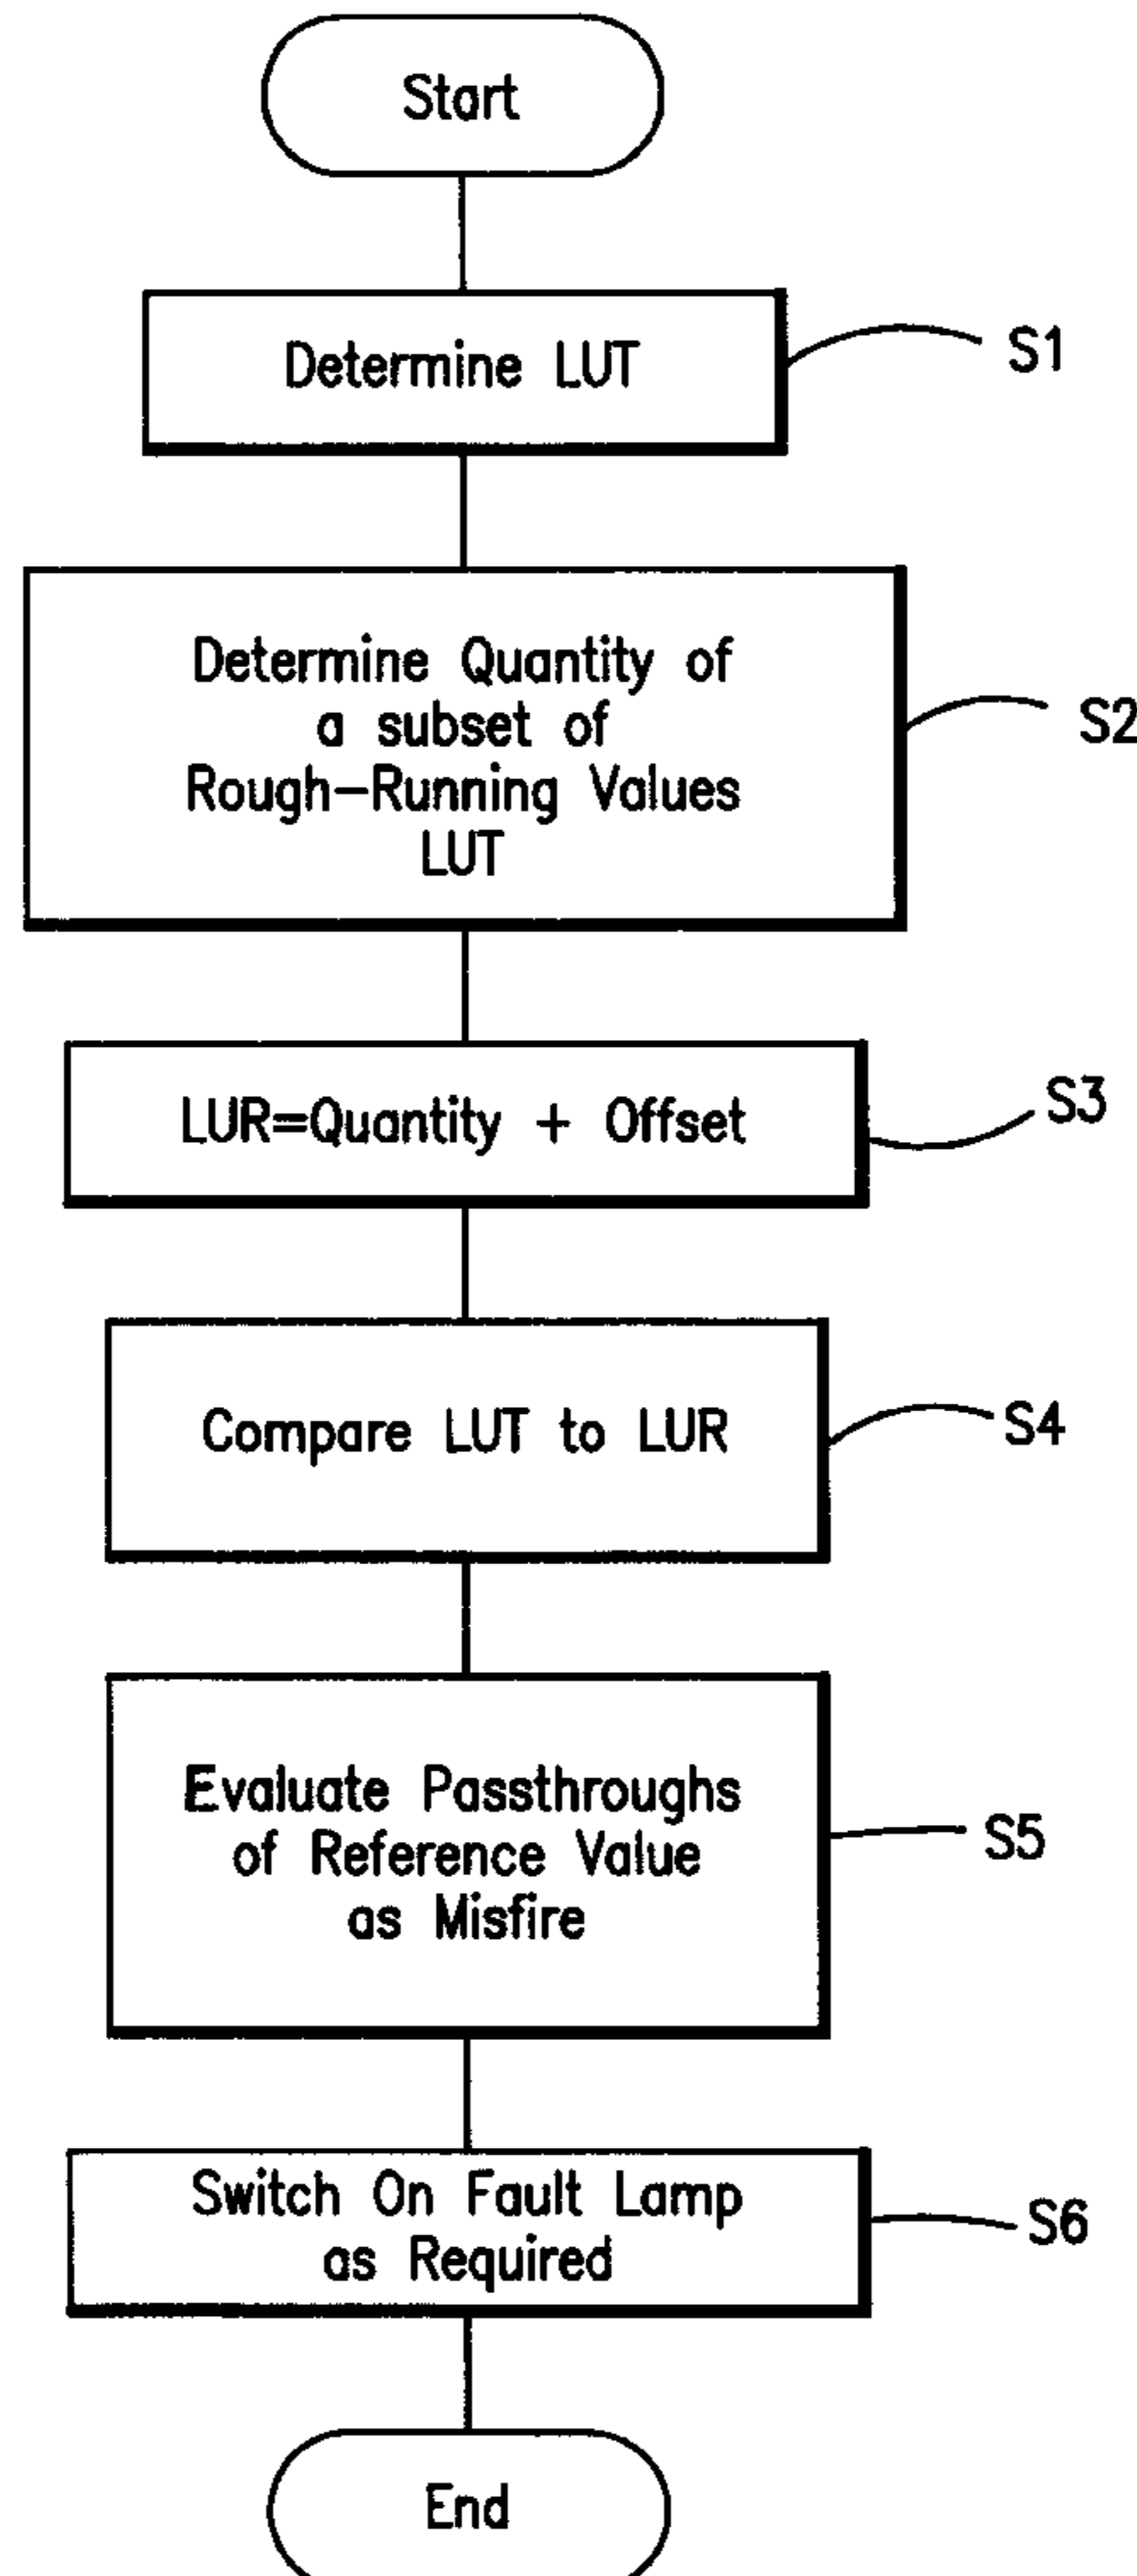 Start
Determine LUT
S1
Determine Quantity of
a subset of
Rough-Running Values
LUT
S2
LUR=Quantity + Offset
S3
Compare LUT to LUR
S4
Evaluate Passthroughs
of Reference Value
as Misfire
S5
Switch On Fault Lamp
as Required
S6
End